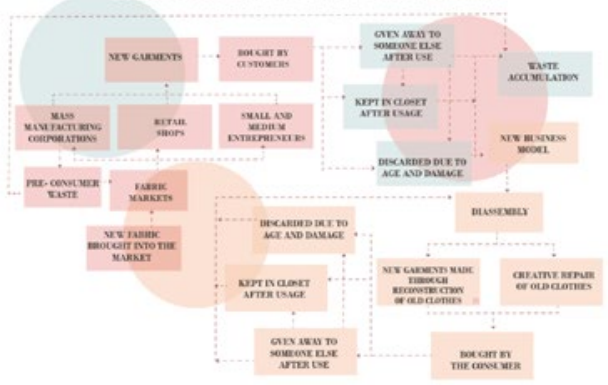 NEW GARMENTS
BOUGHT BY
CUSTOMERS
GVEN AWAY TO
SOMEONE ELSE
AFTER USE
WASTE
ACCUMULATION
KEPT IN CLOSET
AFTER USAGE
MASS
MANUFACTURING
CORPORATIONS
RETAIL
SHOPS
SMALL AND
MEDIUM
ENTREPRENEURS
NEW BUSINESS
MODEL
DISCARDED DUE TO
AGE AND DAMAGE
PRE- CONSUMER
WASTE
FABRIC
MARKETS
DISASSEMBLY
NEW FABRIC
BROUGHT INTO THE
MARKET
DISCARDED DUE TO
AGE AND DAMAGE
KEPT IN CLOSET
AFTER USAGE
NEW GARMENTS MADE
THROUGH
RECONSTRUCTION
OF OLD CLOTHES
CREATIVE REPAIR
OF OLD CLOTHES
GVEN AWAY TO
SOMEONE ELSE
AFTER USE
BOUGHT BY
THE CONSUMER